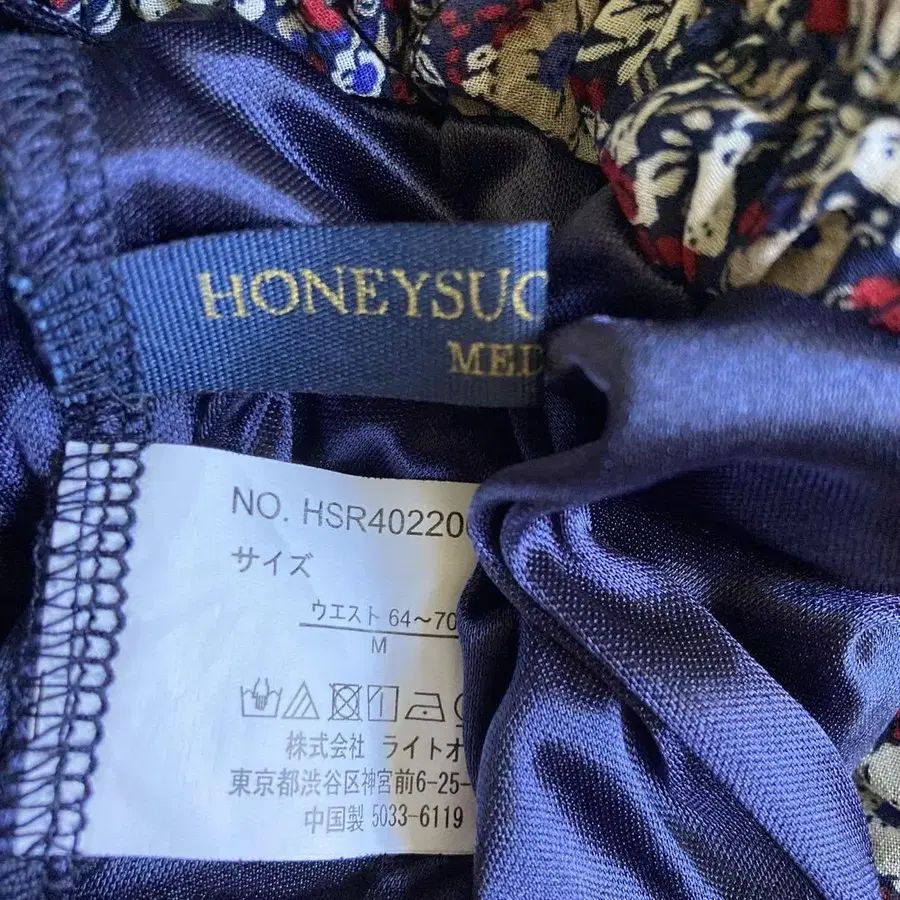 HONEYSUC
MED
NO. HSR402200
サイズ
ウエスト 64～70
M
株式会社 ライトオ
東京都渋谷区神宮前6-25-
中国製 5033-6119